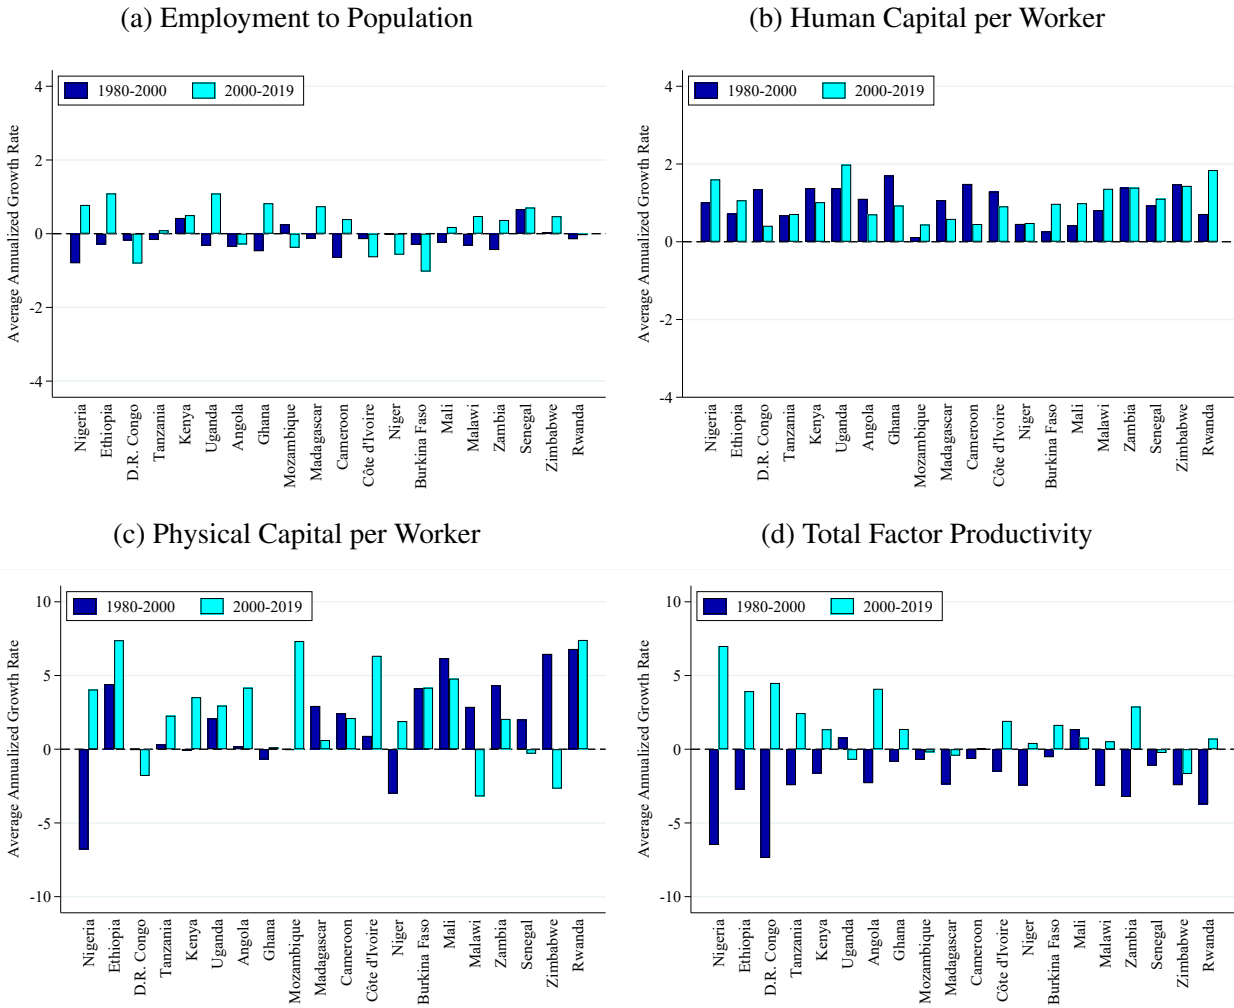 (a) Employment to Population
Average Annualized Growth Rate
4
2
0
-2
-4
1980-2000 2000-2019
Nigeria
Ethiopia
D.R. Congo
Tanzania
Kenya
Uganda
Angola
Ghana
Mozambique
Madagascar
Cameroon
Côte d'Ivoire
Niger
Burkina Faso
Mali
Malawi
Zambia
Senegal
Zimbabwe
Rwanda
(b) Human Capital per Worker
Average Annualized Growth Rate
4
2
0
-2
-4
1980-2000 2000-2019
Nigeria
Ethiopia
D.R. Congo
Tanzania
Kenya
Uganda
Angola
Ghana
Mozambique
Madagascar
Cameroon
Côte d'Ivoire
Niger
Burkina Faso
Mali
Malawi
Zambia
Senegal
Zimbabwe
Rwanda
(c) Physical Capital per Worker
Average Annualized Growth Rate
10
5
0
-5
-10
1980-2000 2000-2019
Nigeria
Ethiopia
D.R. Congo
Tanzania
Kenya
Uganda
Angola
Ghana
Mozambique
Madagascar
Cameroon
Côte d'Ivoire
Niger
Burkina Faso
Mali
Malawi
Zambia
Senegal
Zimbabwe
Rwanda
(d) Total Factor Productivity
Average Annualized Growth Rate
10
5
0
-5
-10
1980-2000 2000-2019
Nigeria
Ethiopia
D.R. Congo
Tanzania
Kenya
Uganda
Angola
Ghana
Mozambique
Madagascar
Cameroon
Côte d'Ivoire
Niger
Burkina Faso
Mali
Malawi
Zambia
Senegal
Zimbabwe
Rwanda